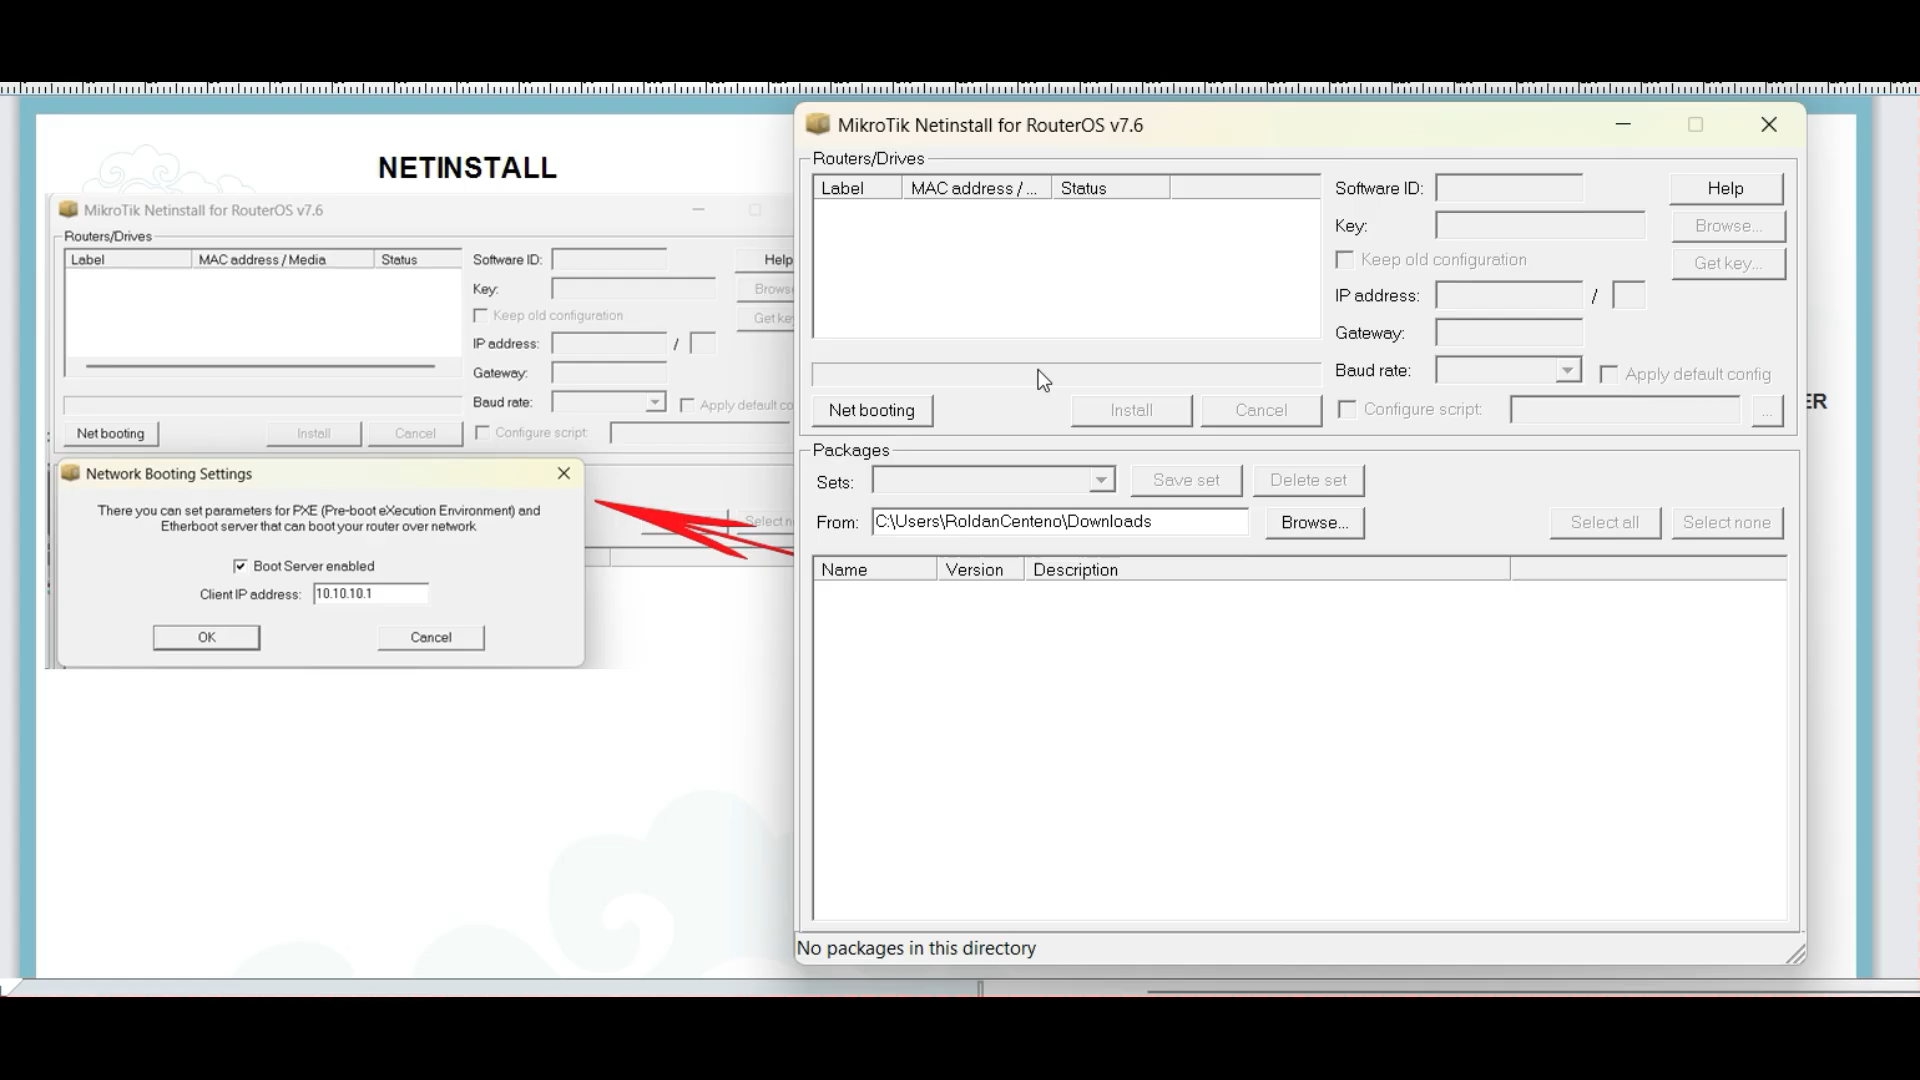 NETINSTALL
MikroTik Netinstall for RouterOS v7.6
Routers/Drives
Label MAC address / Media Status
Software ID:
Help
Key:
Keep old configuration
IP address: /
Gateway:
Baud rate:
Net booting Install Cancel
Configure script:
Network Booting Settings
There you can set parameters for PXE (Pre-boot eXecution Environment) and
Etherboot server that can boot your router over network
Boot Server enabled
Client IP address: 10.10.10.1
OK Cancel
MikroTik Netinstall for RouterOS v7.6
Routers/Drives
Label MAC address / ... Status
Software ID: Help
Key: Browse...
Keep old configuration Get key...
IP address: /
Gateway:
Baud rate: Apply default config
Net booting Install Cancel Configure script: ...
Packages
Sets: Save set Delete set
From: C:\Users\RoldanCenteno\Downloads Browse... Select all Select none
Name Version Description
No packages in this directory